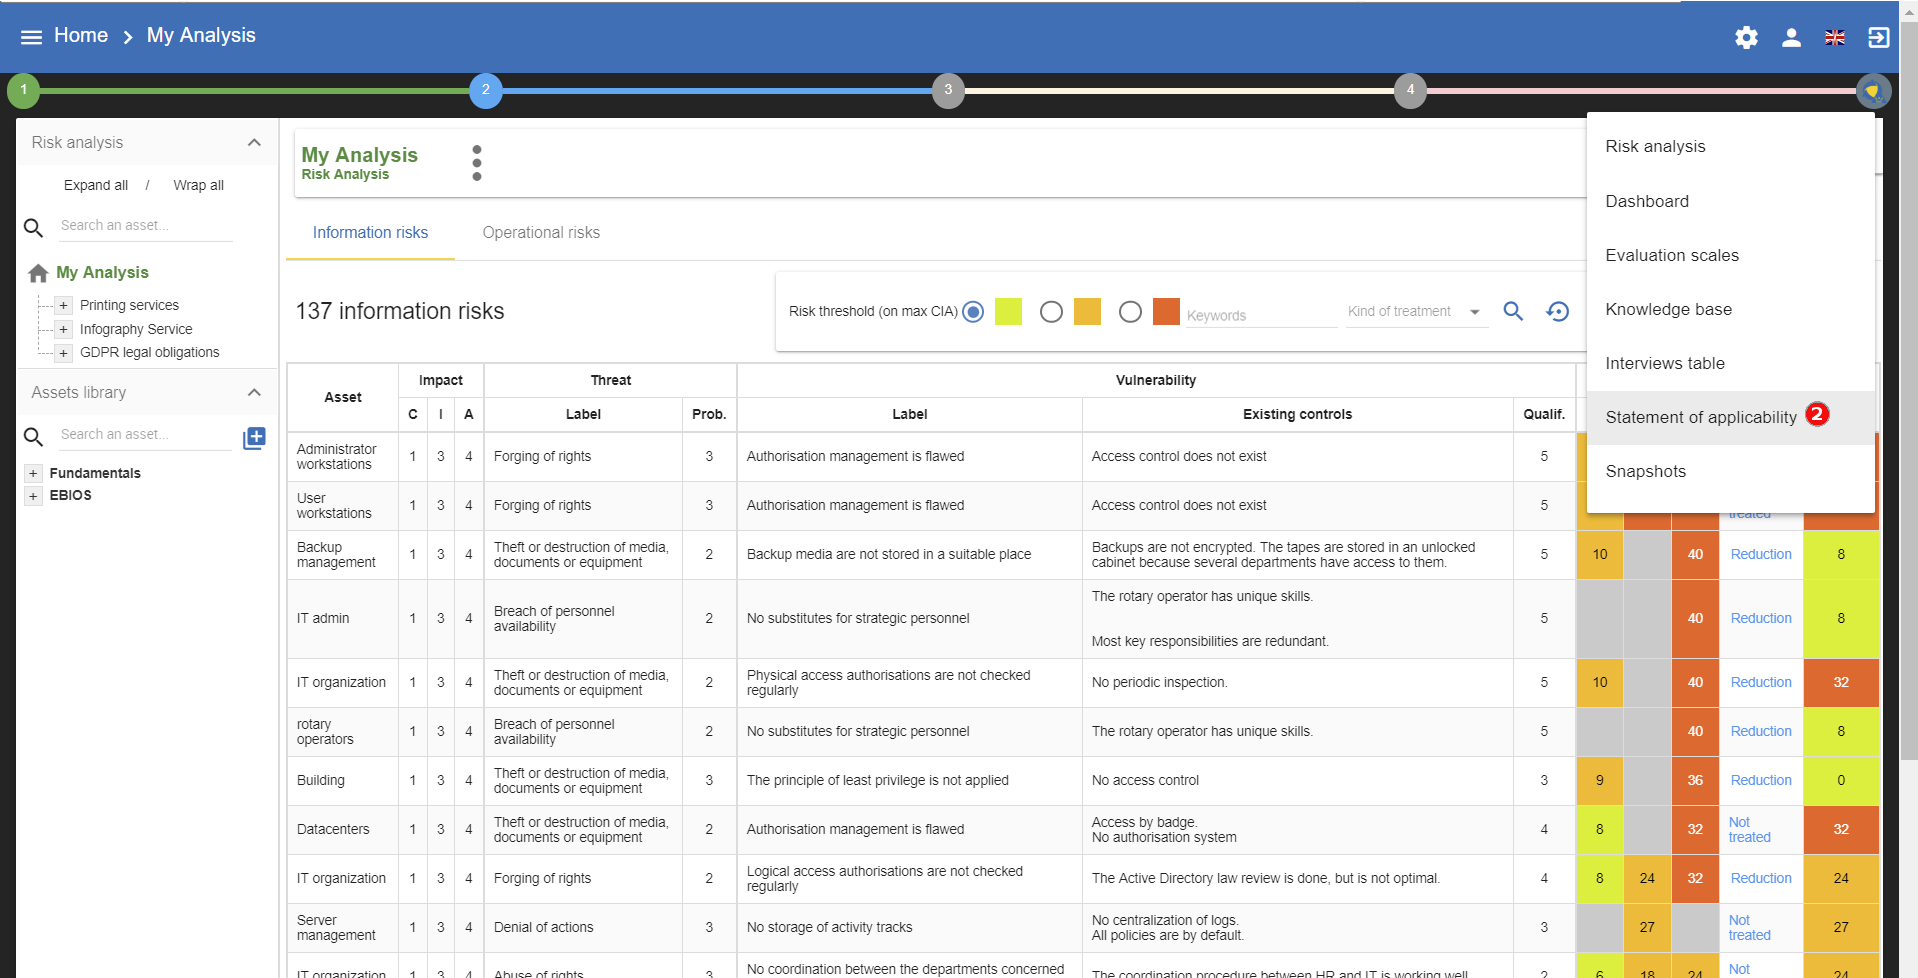 Home > My Analysis
1 2 3 4
Risk analysis
Expand all / Wrap all
Search an asset...
My Analysis
+ Printing services
+ Infography Service
+ GDPR legal obligations
Assets library
Search an asset...
+ Fundamentals
+ EBIOS
My Analysis
Risk Analysis
Information risks Operational risks
137 information risks
Risk threshold (on max CIA) Keywords Kind of treatment
Risk analysis
Dashboard
Evaluation scales
Knowledge base
Interviews table
Statement of applicability 2
Snapshots
Asset Impact Threat Vulnerability
C I A Label Prob. Label Existing controls Qualif.
Administrator
workstations 1 3 4 Forging of rights 3 Authorisation management is flawed Access control does not exist 5
User
workstations 1 3 4 Forging of rights 3 Authorisation management is flawed Access control does not exist 5
treated
Backup
management 1 3 4 Theft or destruction of media,
documents or equipment 2 Backup media are not stored in a suitable place Backups are not encrypted. The tapes are stored in an unlocked
cabinet because several departments have access to them. 5 10 40 Reduction 8
IT admin 1 3 4 Breach of personnel
availability 2 No substitutes for strategic personnel The rotary operator has unique skills.
Most key responsibilities are redundant. 5 40 Reduction 8
IT organization 1 3 4 Theft or destruction of media,
documents or equipment 2 Physical access authorisations are not checked
regularly No periodic inspection. 5 10 40 Reduction 32
rotary
operators 1 3 4 Breach of personnel
availability 2 No substitutes for strategic personnel The rotary operator has unique skills. 5 40 Reduction 8
Building 1 3 4 Theft or destruction of media,
documents or equipment 3 The principle of least privilege is not applied No access control 3 9 36 Reduction 0
Datacenters 1 3 4 Theft or destruction of media,
documents or equipment 2 Authorisation management is flawed Access by badge.
No authorisation system 4 8 32 Not
treated 32
IT organization 1 3 4 Forging of rights 2 Logical access authorisations are not checked
regularly The Active Directory law review is done, but is not optimal. 4 8 24 32 Reduction 24
Server
management 1 3 4 Denial of actions 3 No storage of activity tracks No centralization of logs.
All policies are by default. 3 27 Not
treated 27
IT organization 1 3 4 Abuse of rights 3 No coordination between the departments concerned The coordination procedure between HR and IT is working well 2 6 18 24 Not 24